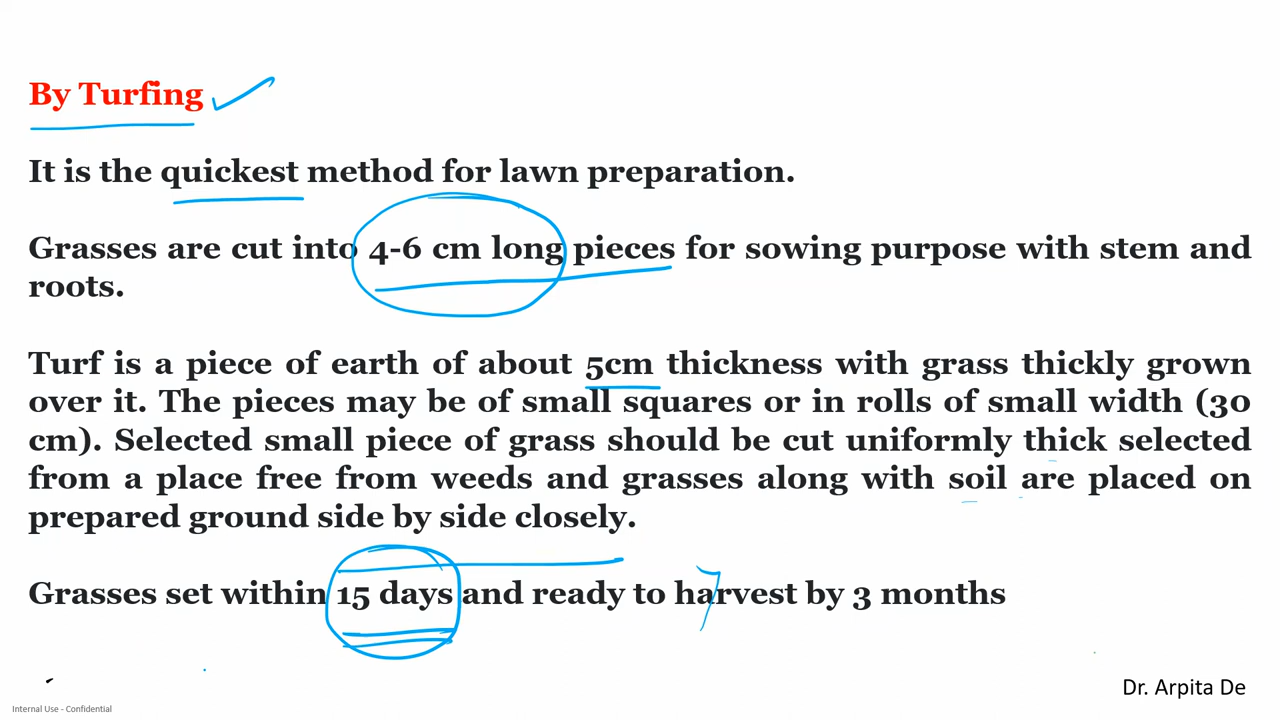 By Turfing
It is the quickest method for lawn preparation.
Grasses are cut into 4-6 cm long pieces for sowing purpose with stem and
roots.
Turf is a piece of earth of about 5cm thickness with grass thickly grown
over it. The pieces may be of small squares or in rolls of small width (30
cm). Selected small piece of grass should be cut uniformly thick selected
from a place free from weeds and grasses along with soil are placed on
prepared ground side by side closely.
Grasses set within 15 days and ready to harvest by 3 months
Dr. Arpita De
Internal Use - Confidential